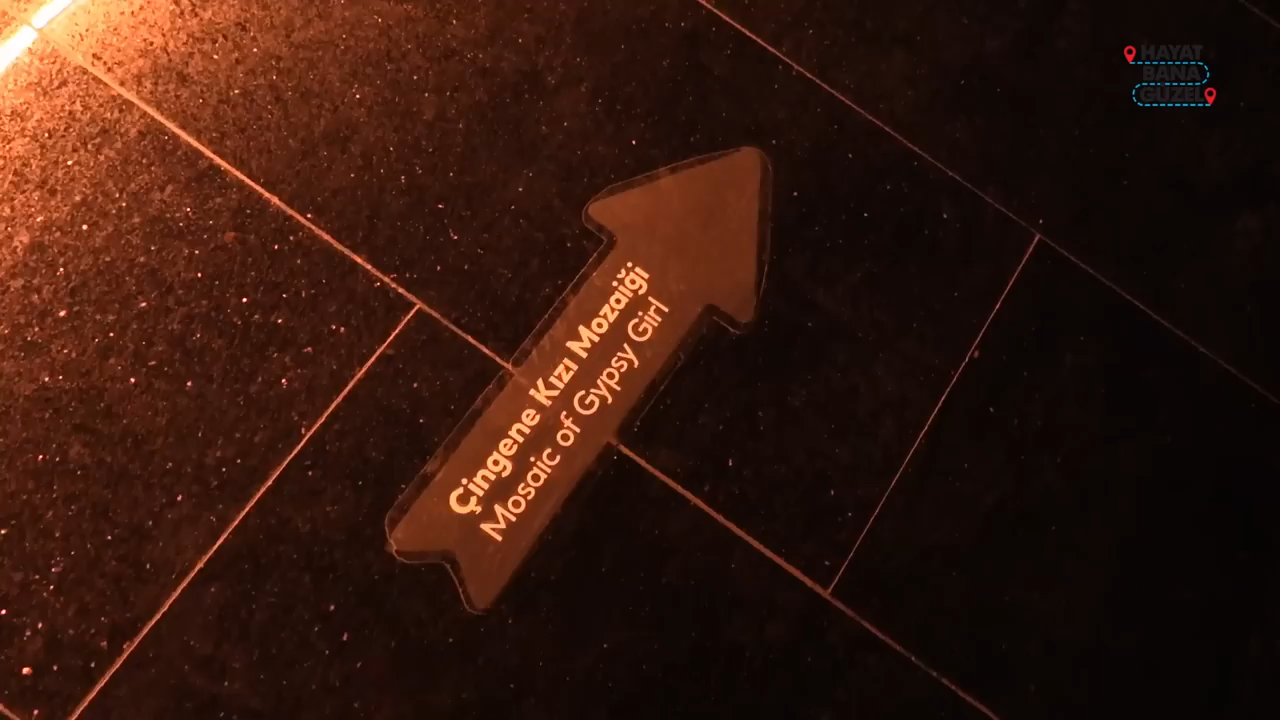 Çingene Kızı Mozaiği
Mosaic of Gypsy Girl
HAYAT
BANA
GÜZEL